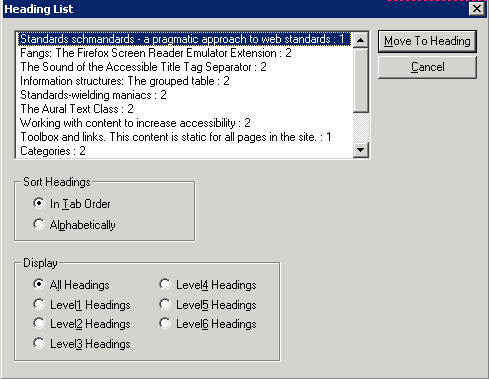 Heading List
Standards schmandards - a pragmatic approach to web standards : 1
Fangs: The Firefox Screen Reader Emulator Extension : 2
The Sound of the Accessible Title Tag Separator : 2
Information structures: The grouped table : 2
Standards-wielding maniacs : 2
The Aural Text Class : 2
Working with content to increase accessibility : 2
Toolbox and links. This content is static for all pages in the site. : 1
Categories : 2
Move To Heading
Cancel
Sort Headings
In Tab Order
Alphabetically
Display
All Headings
Level1 Headings
Level2 Headings
Level3 Headings
Level4 Headings
Level5 Headings
Level6 Headings